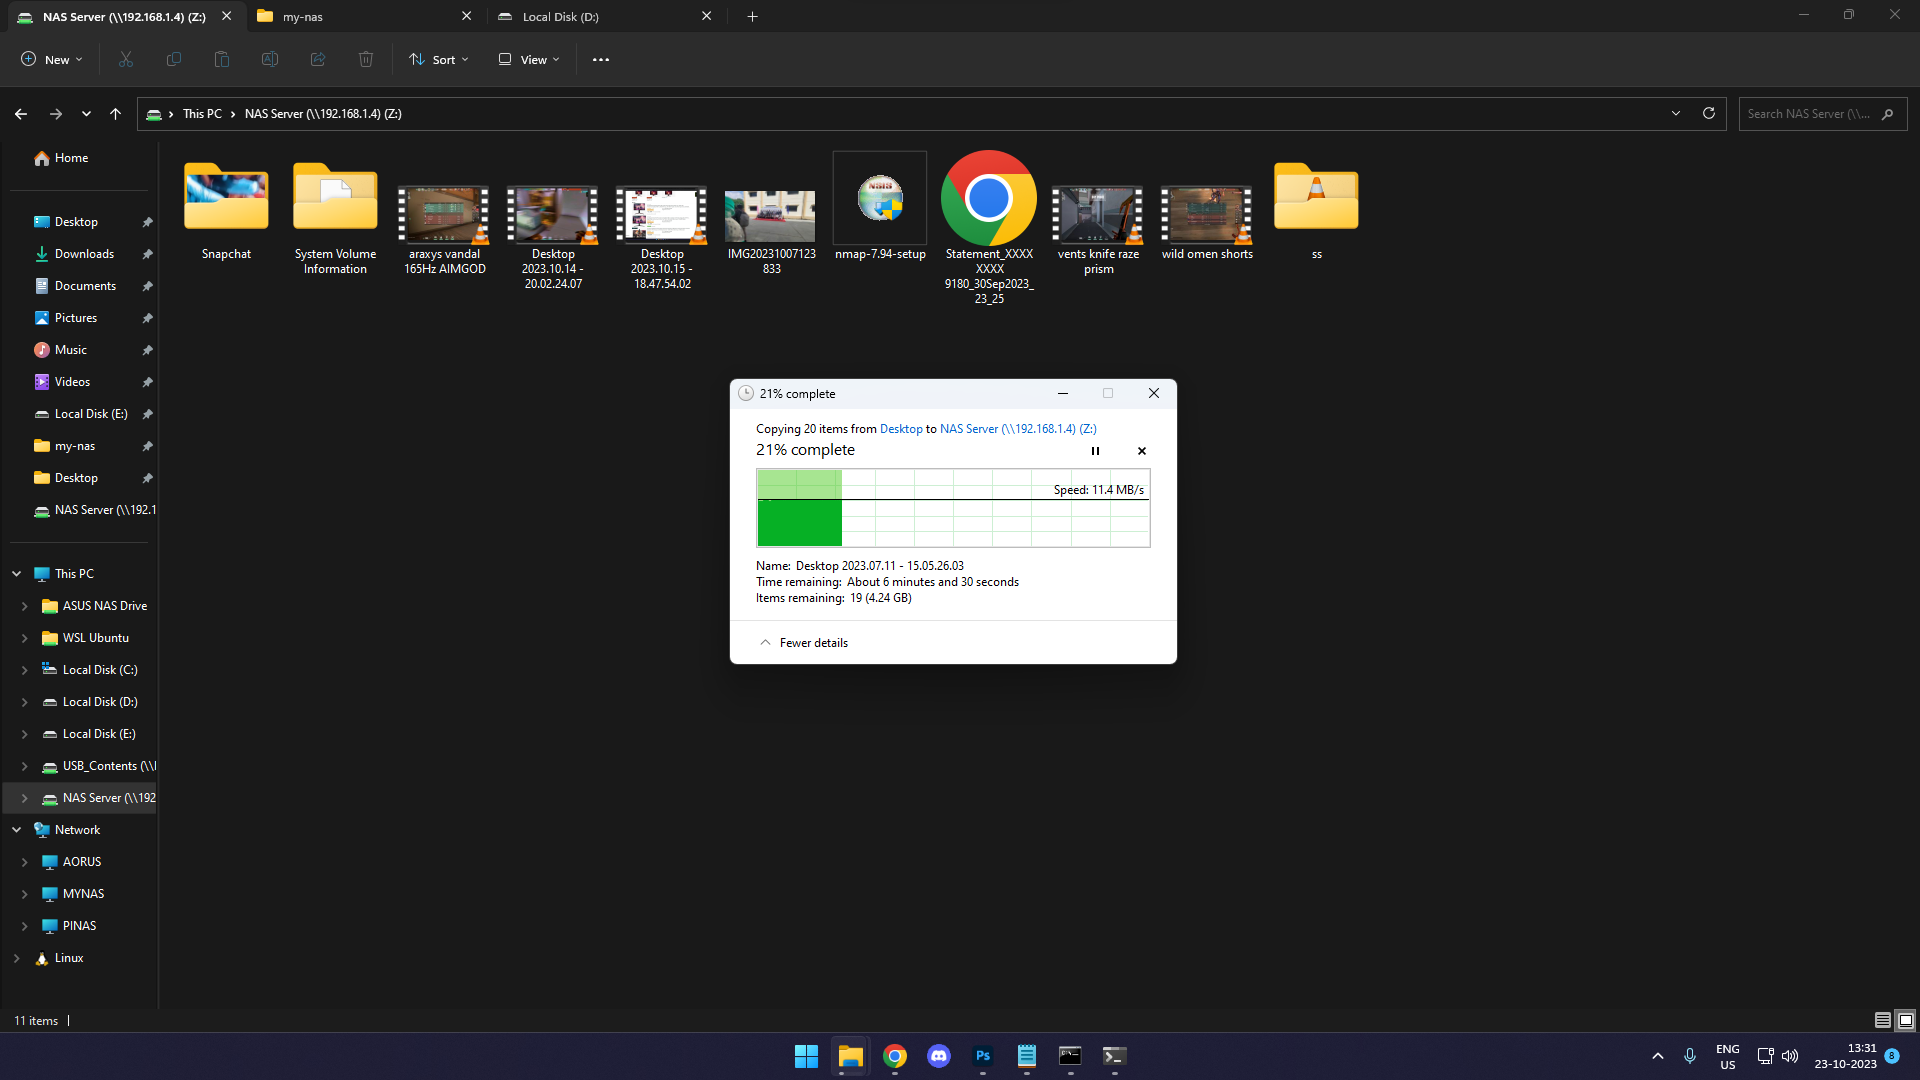 NAS Server (\\192.168.1.4) (Z:)
my-nas
Local Disk (D:)
New
Sort
View
This PC
NAS Server (\\192.168.1.4) (Z:)
Search NAS Server (\\...
Home
Desktop
Downloads
Documents
Pictures
Music
Videos
Local Disk (E:)
my-nas
Desktop
NAS Server (\\192.1
This PC
ASUS NAS Drive
WSL Ubuntu
Local Disk (C:)
Local Disk (D:)
Local Disk (E:)
USB_Contents (\\
NAS Server (\\192
Network
AORUS
MYNAS
PINAS
Linux
Snapchat
System Volume
Information
araxys vandal
165Hz AIMGOD
Desktop
2023.10.14 -
20.02.24.07
Desktop
2023.10.15 -
18.47.54.02
IMG20231007123
833
NSIS
nmap-7.94-setup
Statement_XXXX
XXXX
9180_30Sep2023_
23_25
vents knife raze
prism
wild omen shorts
ss
21% complete
Copying 20 items from Desktop to NAS Server (\\192.168.1.4) (Z:)
21% complete
Speed: 11.4 MB/s
Name: Desktop 2023.07.11 - 15.05.26.03
Time remaining: About 6 minutes and 30 seconds
Items remaining: 19 (4.24 GB)
Fewer details
11 items
Ps
ENG
US
13:31
23-10-2023
8